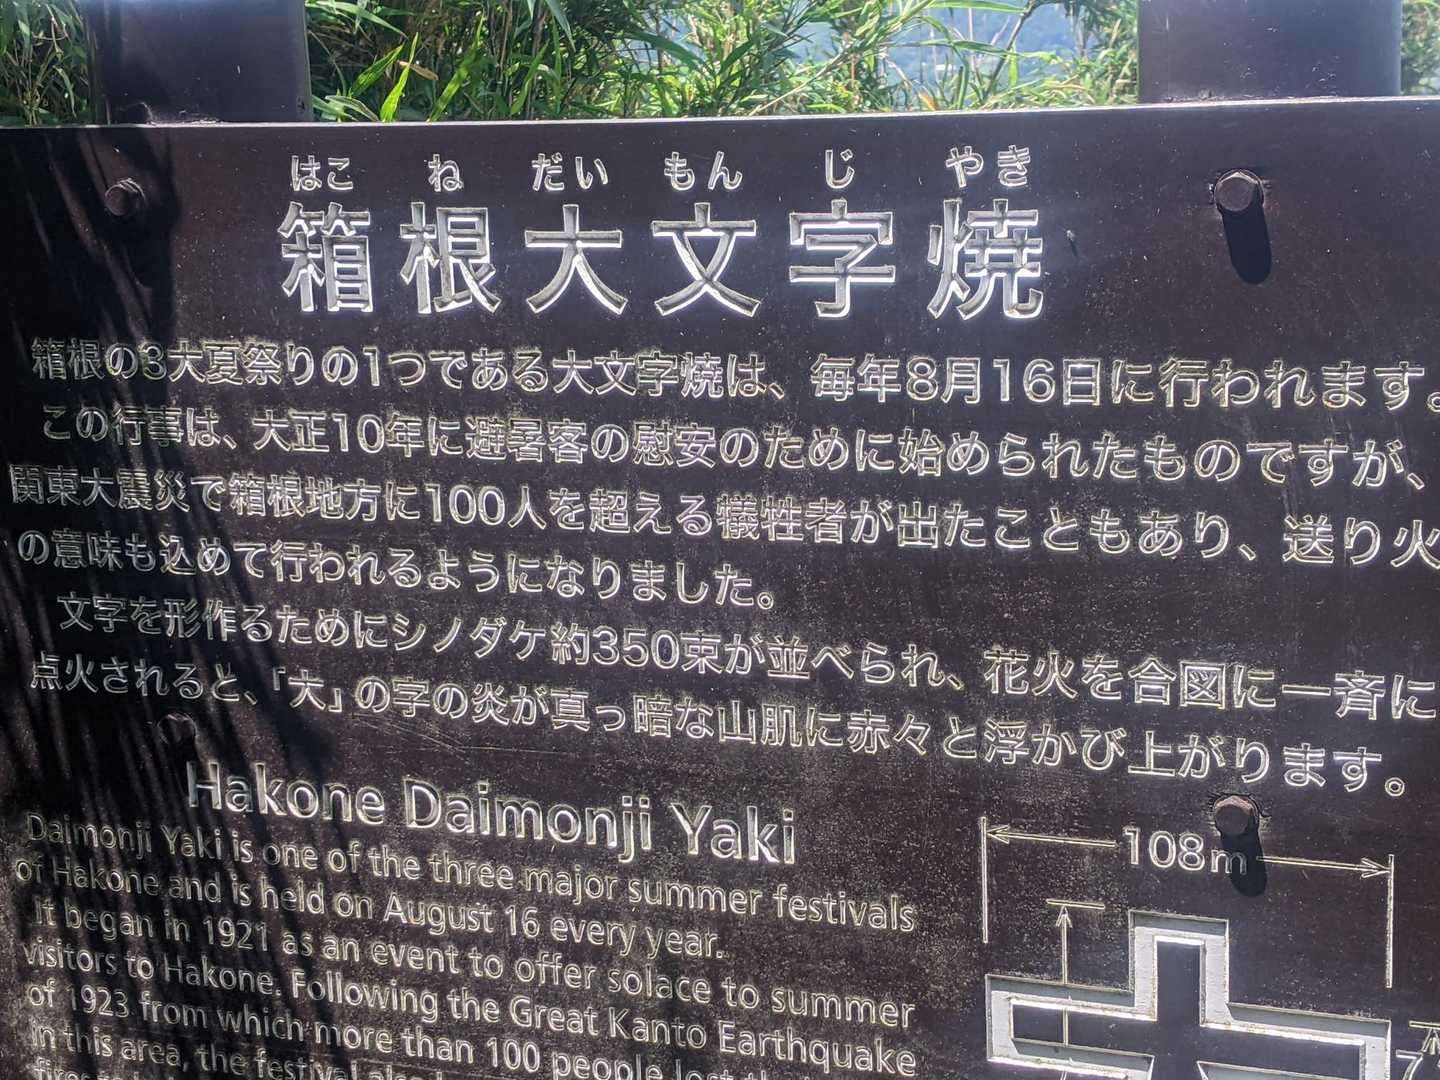 はこ ね だい もん じ やき
箱根大文字焼
箱根の3大夏祭りの1つである大文字焼は、毎年8月16日に行われます。
この行事は、大正10年に避暑客の慰安のために始められたものですが、
関東大震災で箱根地方に100人を超える犠牲者が出たこともあり、送り火
の意味も込めて行われるようになりました。
文字を形作るためにシノダケ約350束が並べられ、花火を合図に一斉に
点火されると、「大」の字の炎が真っ暗な山肌に赤々と浮かび上がります。
Hakone Daimonji Yaki
Daimonji Yaki is one of the three major summer festivals
of Hakone and is held on August 16 every year.
It began in 1921 as an event to offer solace to summer
visitors to Hakone. Following the Great Kanto Earthquake
of 1923 from which more than 100 people lost
in this area, the festival
108m
7